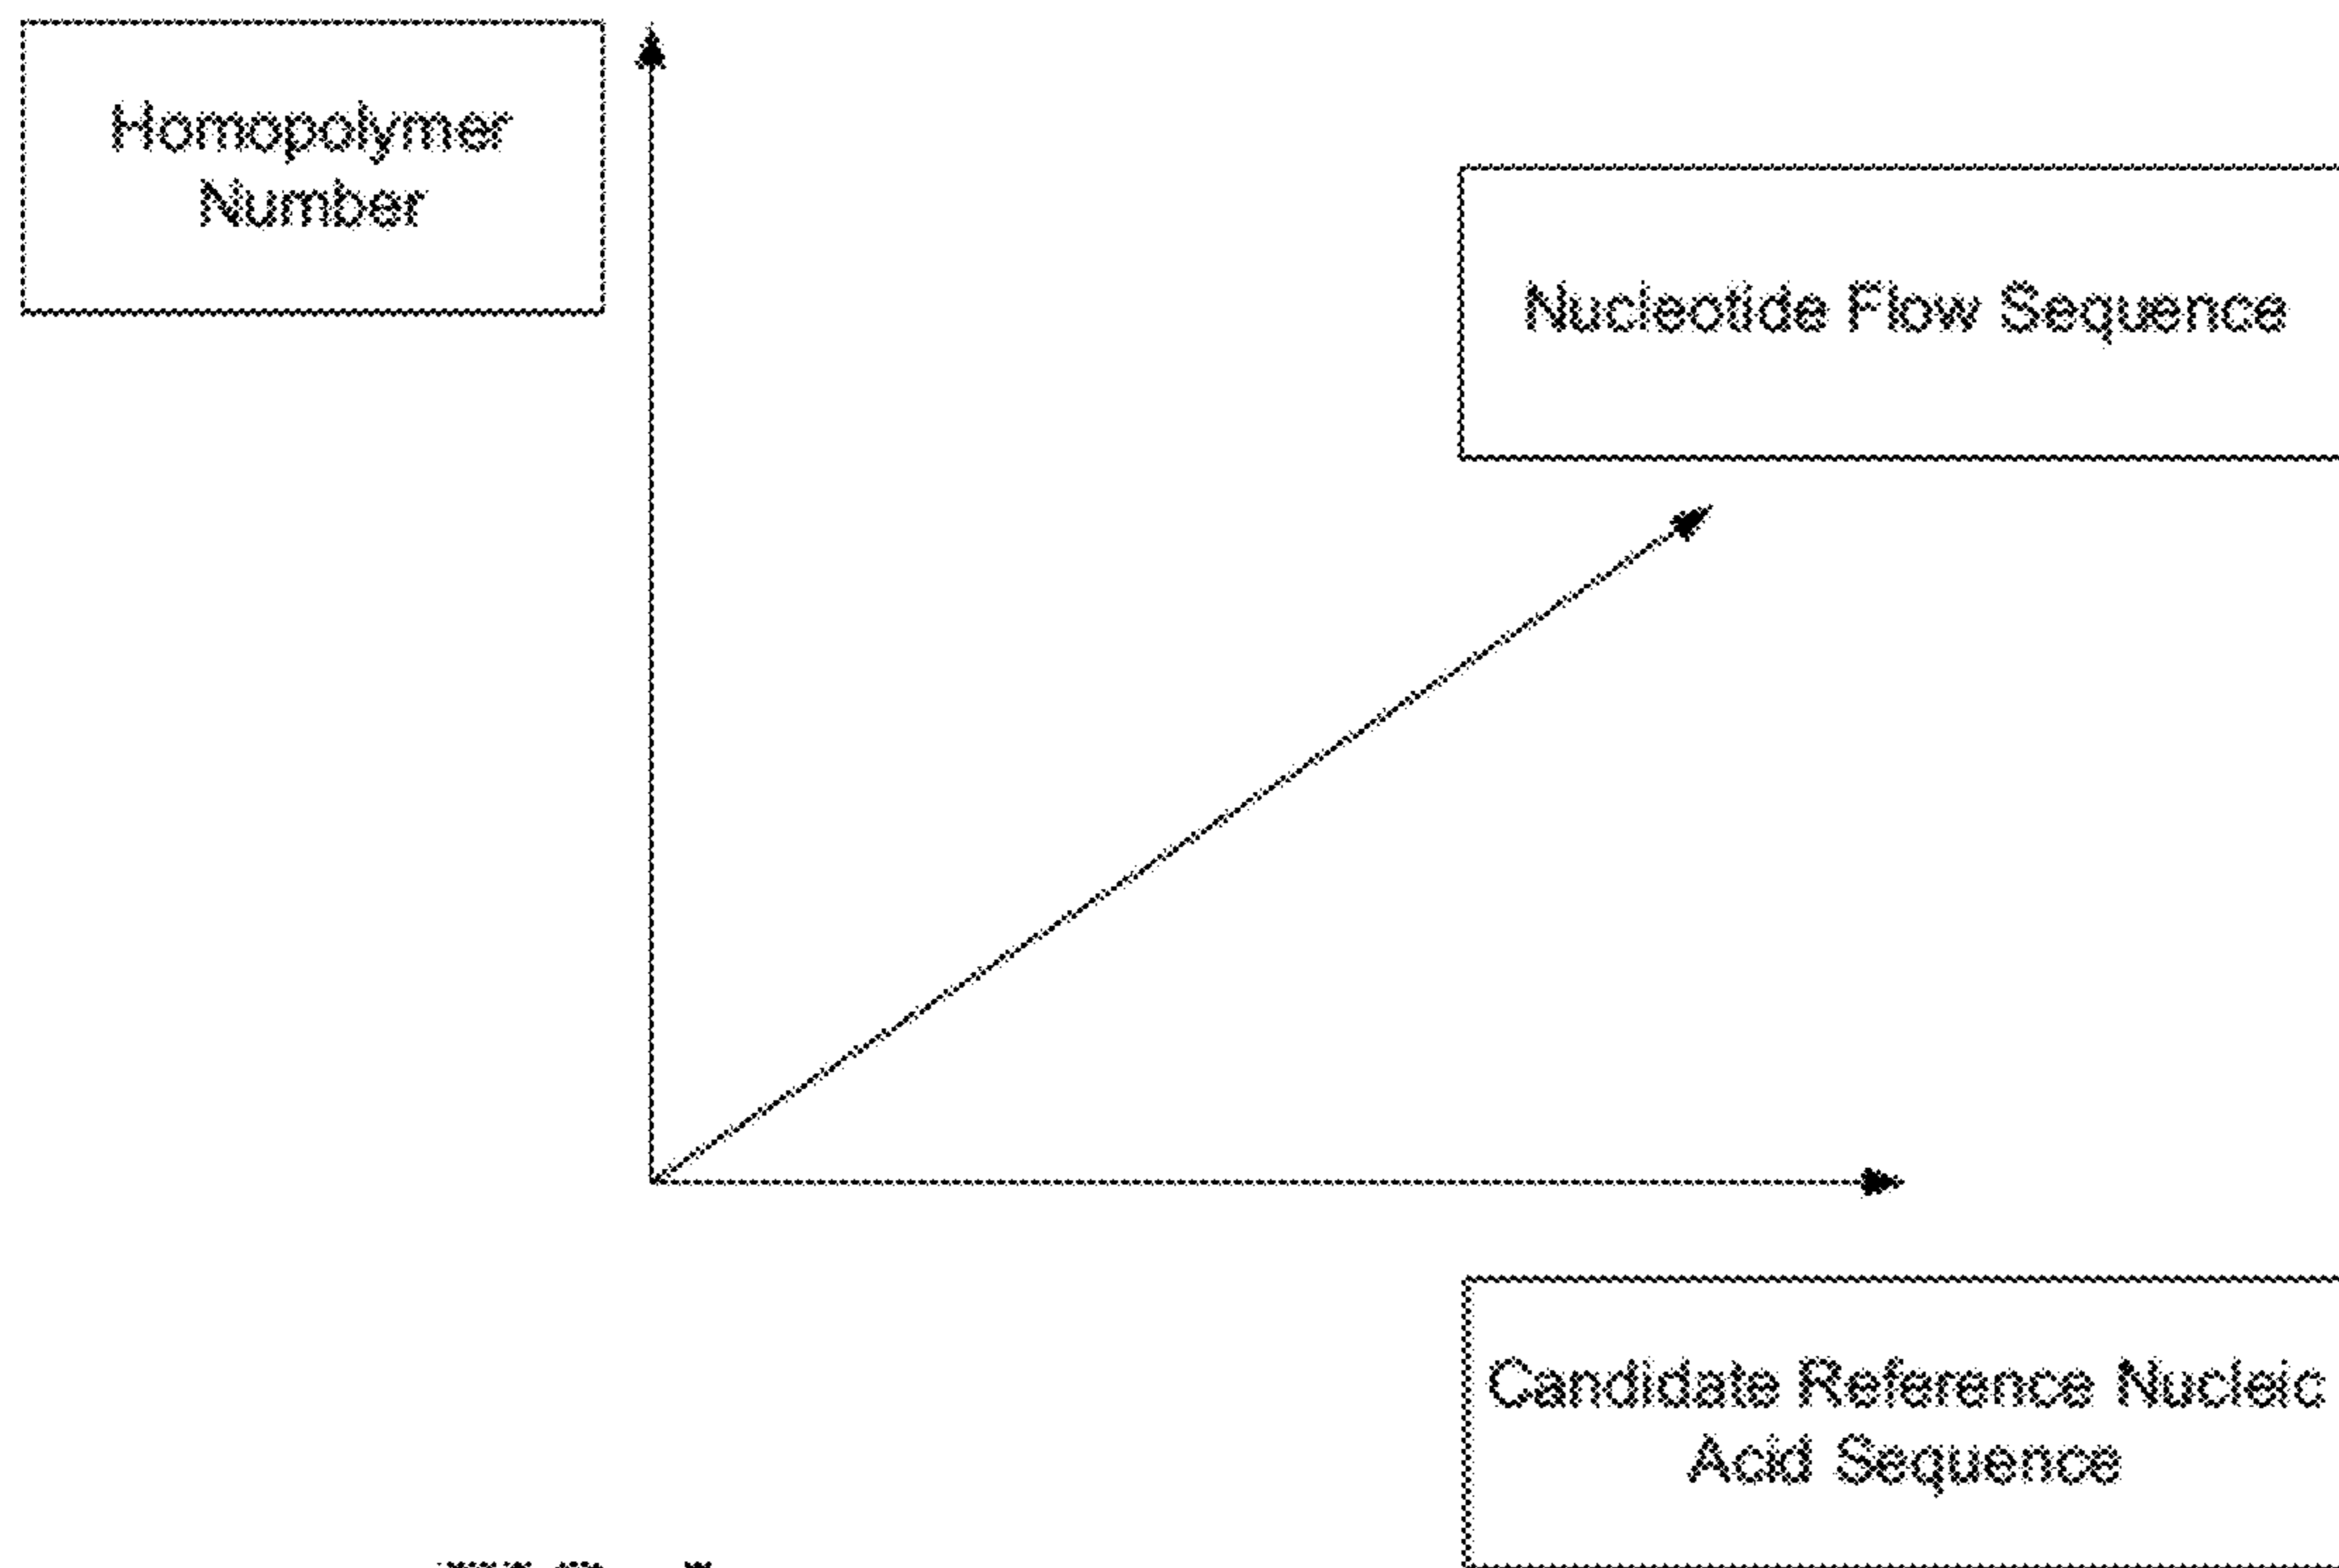 Homopolymer
Number
Nucleotide Flow Sequence
Candidate Reference Nucleic
Acid Sequence